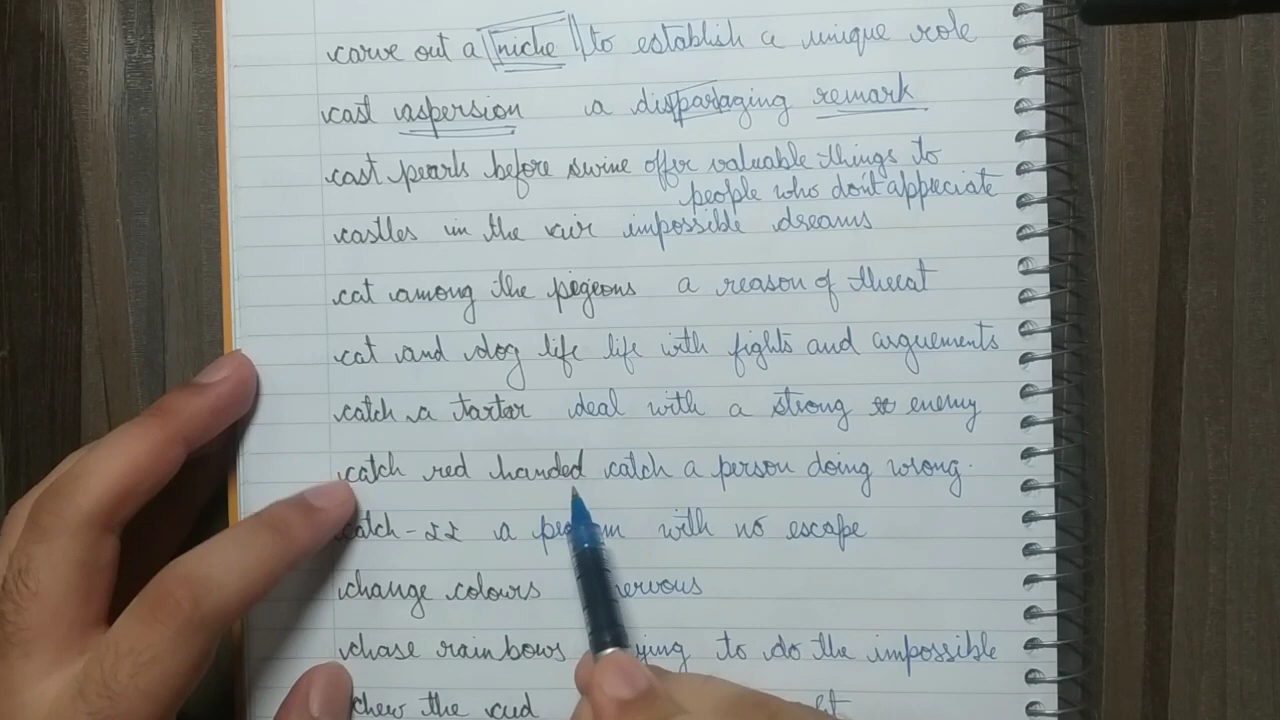 carve out a niche to establish a unique role
cast aspersion a disparaging remark
cast pearls before swine offer valuable things to
people who don't appreciate
castles in the air impossible dreams
cat among the pegeons a reason of thecat
cat and dog life life with fights and arguements
catch a tartar deal with a strong enemy
catch red handed catch a person doing wrong.
catch-22 a with no escape
change colours nervous
chase rainbows to do the impossible
chew the cud